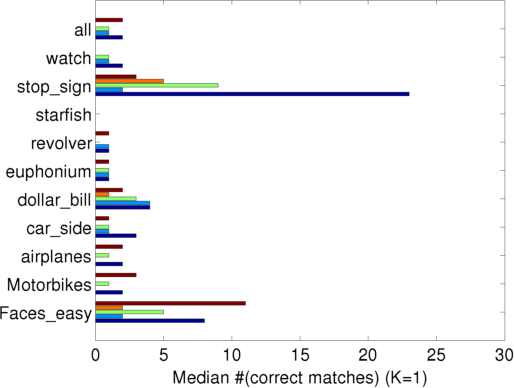 all
watch
stop_sign
starfish
revolver
euphonium
dollar_bill
car_side
airplanes
Motorbikes
Faces_easy
0 5 10 15 20 25 30
Median #(correct matches) (K=1)